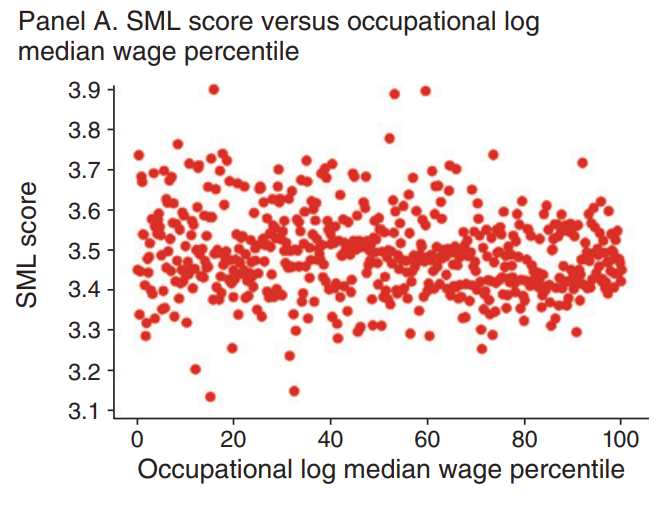 Panel A. SML score versus occupational log
median wage percentile
SML score
3.9
3.8
3.7
3.6
3.5
3.4
3.3
3.2
3.1
0 20 40 60 80 100
Occupational log median wage percentile